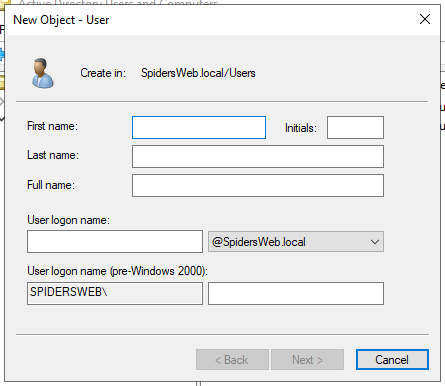 Active Directory Users and Computers
New Object - User
Create in: SpidersWeb.local/Users
First name: Initials:
Last name:
Full name:
User logon name:
@SpidersWeb.local
User logon name (pre-Windows 2000):
SPIDERSWEB\
< Back Next > Cancel